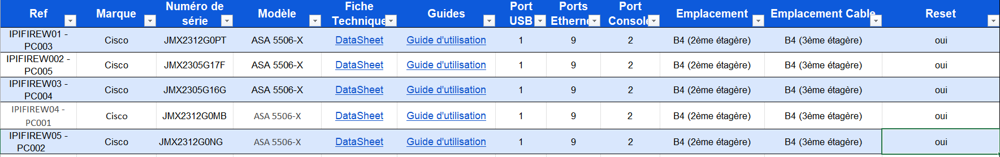 Ref Marque Numéro de série Modèle Fiche Technique Guides Port USB Ports Etherne Port Console Emplacement Emplacement Cable Reset
IPIFIREW01 - PC003 Cisco JMX2312G0PT ASA 5506-X DataSheet Guide d'utilisation 1 9 2 B4 (2ème étagère) B4 (3ème étagère) oui
IPIFIREW002 - PC005 Cisco JMX2305G17F ASA 5506-X DataSheet Guide d'utilisation 1 9 2 B4 (2ème étagère) B4 (3ème étagère) oui
IPIFIREW03 - PC004 Cisco JMX2305G16G ASA 5506-X DataSheet Guide d'utilisation 1 9 2 B4 (2ème étagère) B4 (3ème étagère) oui
IPIFIREW04 - PC001 Cisco JMX2312G0MB ASA 5506-X DataSheet Guide d'utilisation 1 9 2 B4 (2ème étagère) B4 (3ème étagère) oui
IPIFIREW05 - PC002 Cisco JMX2312G0NG ASA 5506-X DataSheet Guide d'utilisation 1 9 2 B4 (2ème étagère) B4 (3ème étagère) oui